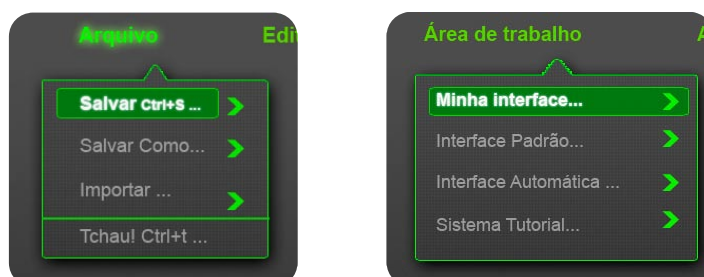 Arquivo Edi
Salvar Ctrl+S ...
Salvar Como...
Importar ...
Tchau! Ctrl+t ...
Área de trabalho
Minha interface...
Interface Padrão...
Interface Automática ...
Sistema Tutorial...